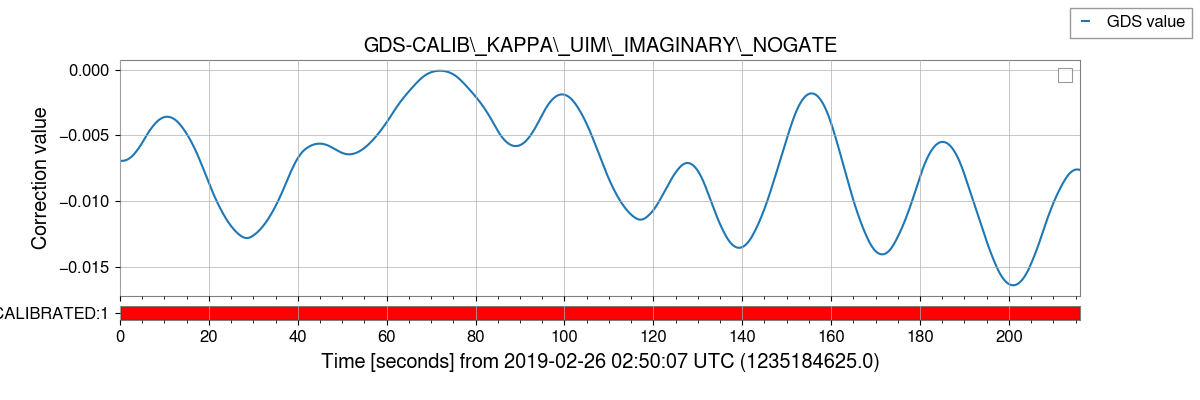 GDS value
GDS-CALIB\_KAPPA\_UIM\_IMAGINARY\_NOGATE
Correction value
0.000
−0.005
−0.010
−0.015
CALIBRATED:1
0 20 40 60 80 100 120 140 160 180 200
Time [seconds] from 2019-02-26 02:50:07 UTC (1235184625.0)